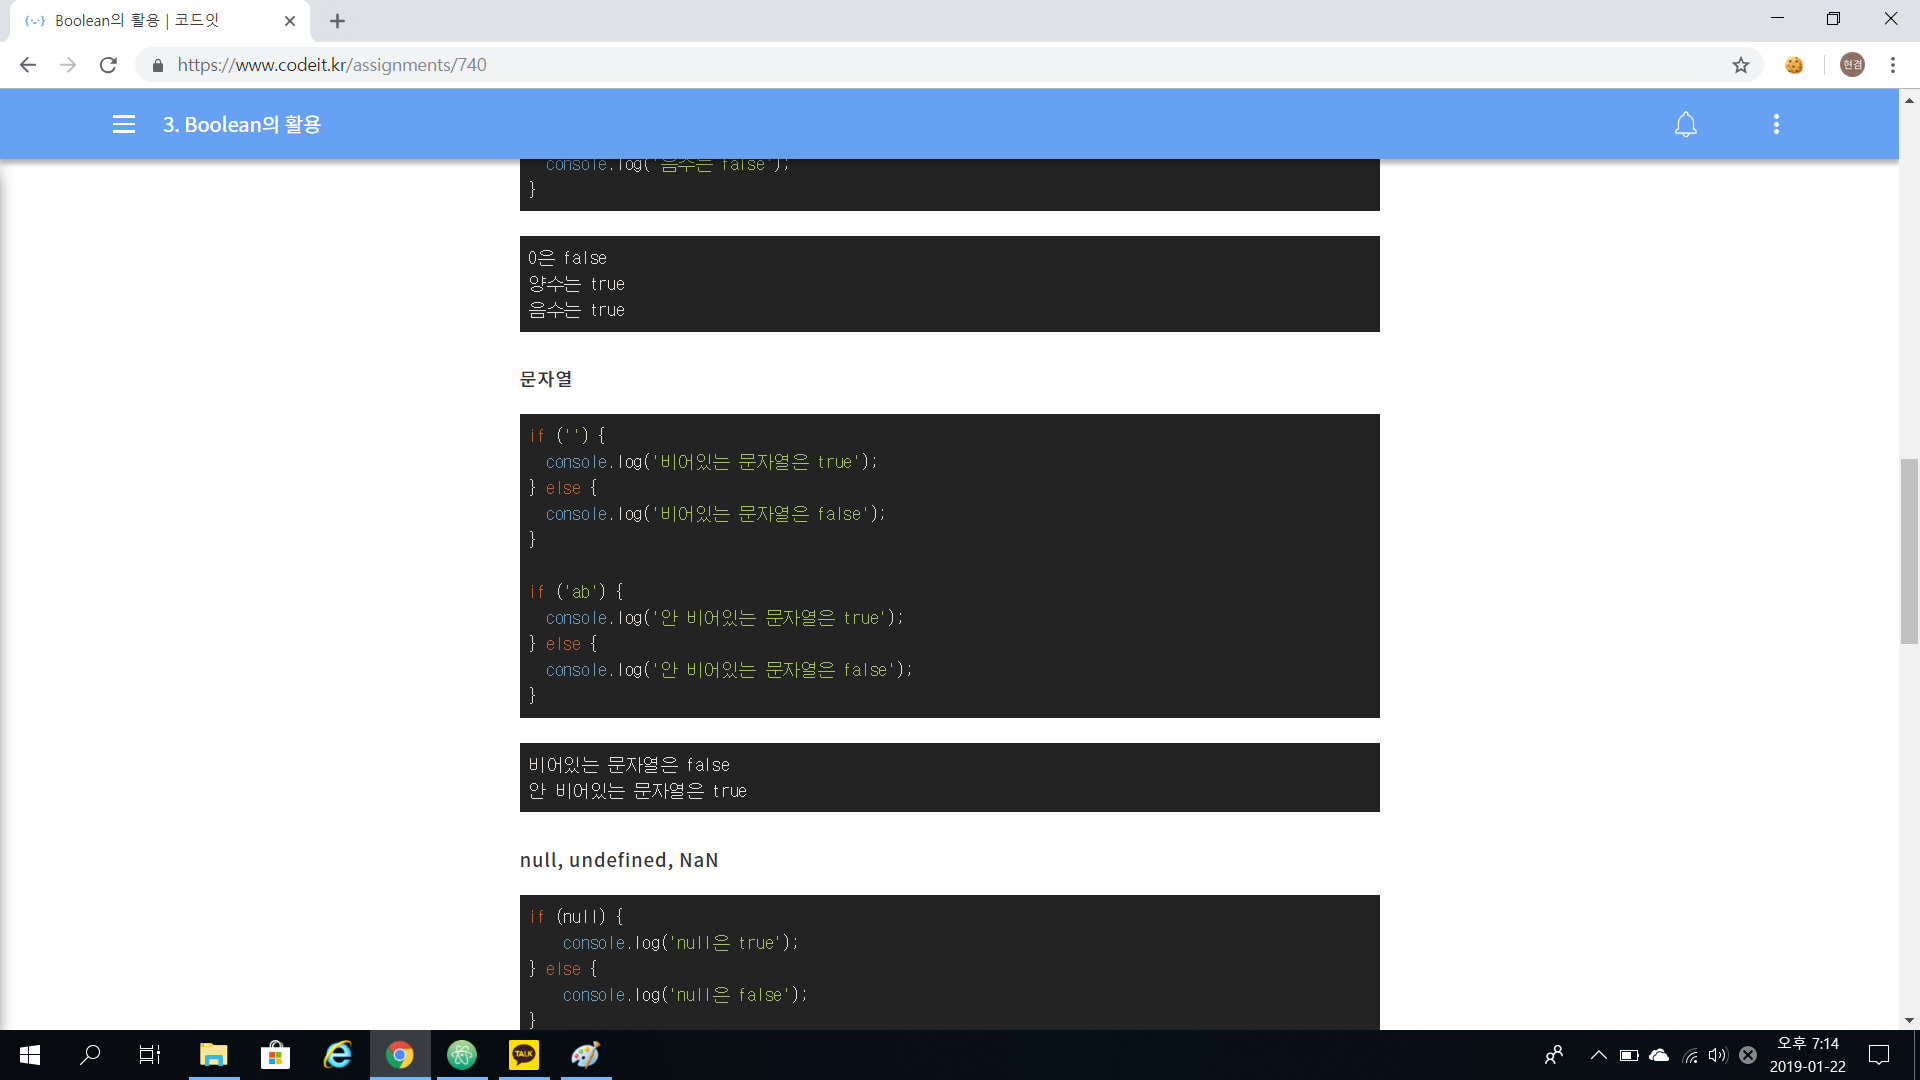 Boolean의 활용 | 코드잇
https://www.codeit.kr/assignments/740
현겸
3. Boolean의 활용
console.log('음수는 false');
}
0은 false
양수는 true
음수는 true
문자열
if ('') {
console.log('비어있는 문자열은 true');
} else {
console.log('비어있는 문자열은 false');
}
if ('ab') {
console.log('안 비어있는 문자열은 true');
} else {
console.log('안 비어있는 문자열은 false');
}
비어있는 문자열은 false
안 비어있는 문자열은 true
null, undefined, NaN
if (null) {
console.log('null은 true');
} else {
console.log('null은 false');
}
TALK
오후 7:14
2019-01-22